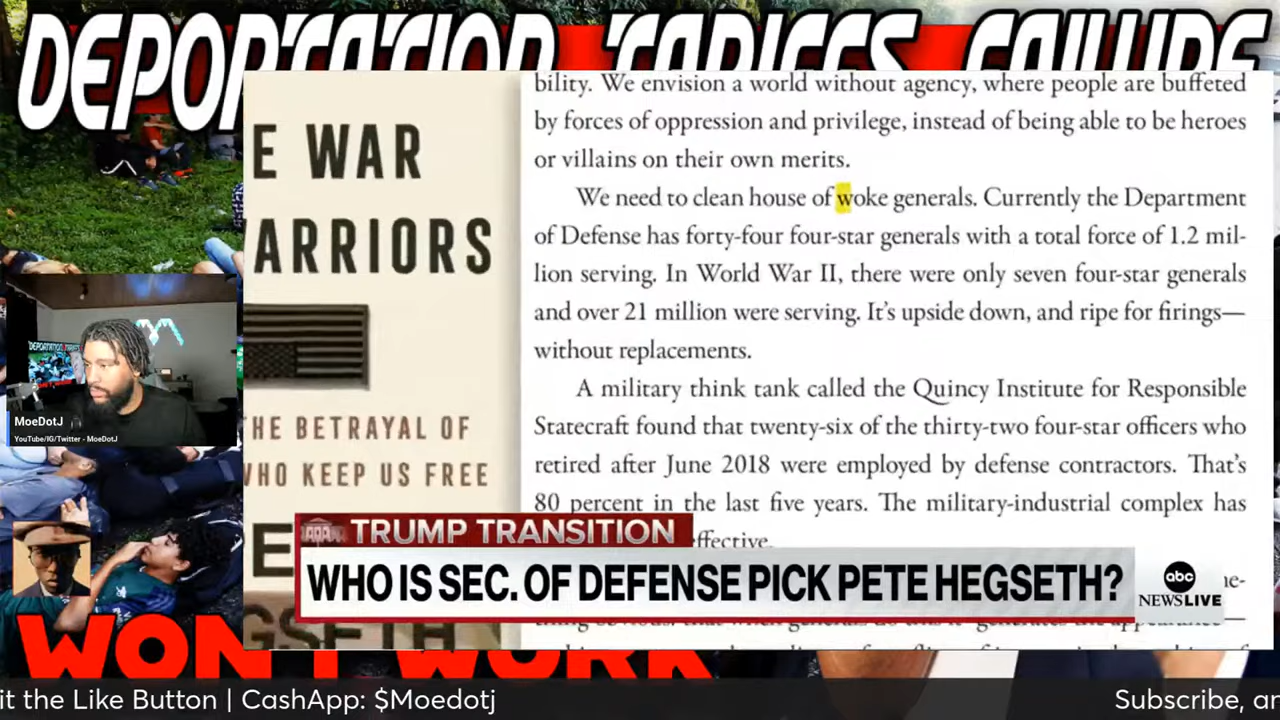 DEPORTATION TARIFFS FAILURE
bility. We envision a world without agency, where people are buffeted
by forces of oppression and privilege, instead of being able to be heroes
or villains on their own merits.
We need to clean house of woke generals. Currently the Department
of Defense has forty-four four-star generals with a total force of 1.2 mil-
lion serving. In World War II, there were only seven four-star generals
and over 21 million were serving. It's upside down, and ripe for firings—
without replacements.
A military think tank called the Quincy Institute for Responsible
Statecraft found that twenty-six of the thirty-two four-star officers who
retired after June 2018 were employed by defense contractors. That's
80 percent in the last five years. The military-industrial complex has
ffective.
E WAR
ARRIORS
HE BETRAYAL OF
WHO KEEP US FREE
MoeDotJ
YouTube/IG/Twitter - MoeDotJ
TRUMP TRANSITION
WHO IS SEC. OF DEFENSE PICK PETE HEGSETH?
abc
NEWS LIVE
WON'T WORK
it the Like Button | CashApp: $Moedotj
Subscribe, an